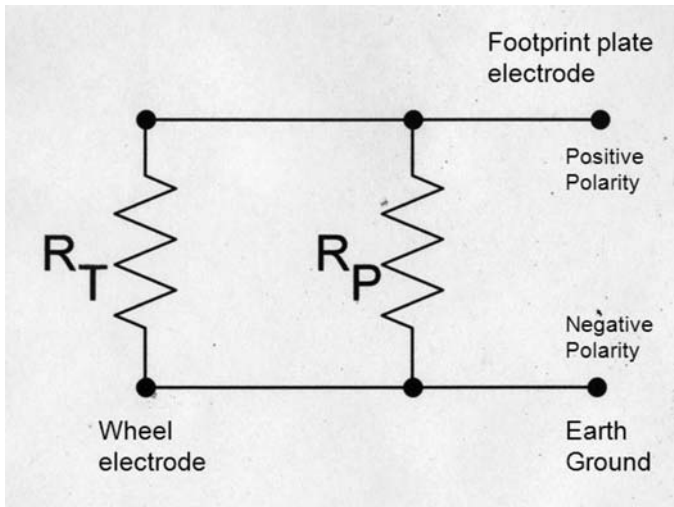 Footprint plate
electrode
Positive
Polarity
RT
RP
Negative
Polarity
Wheel
electrode
Earth
Ground